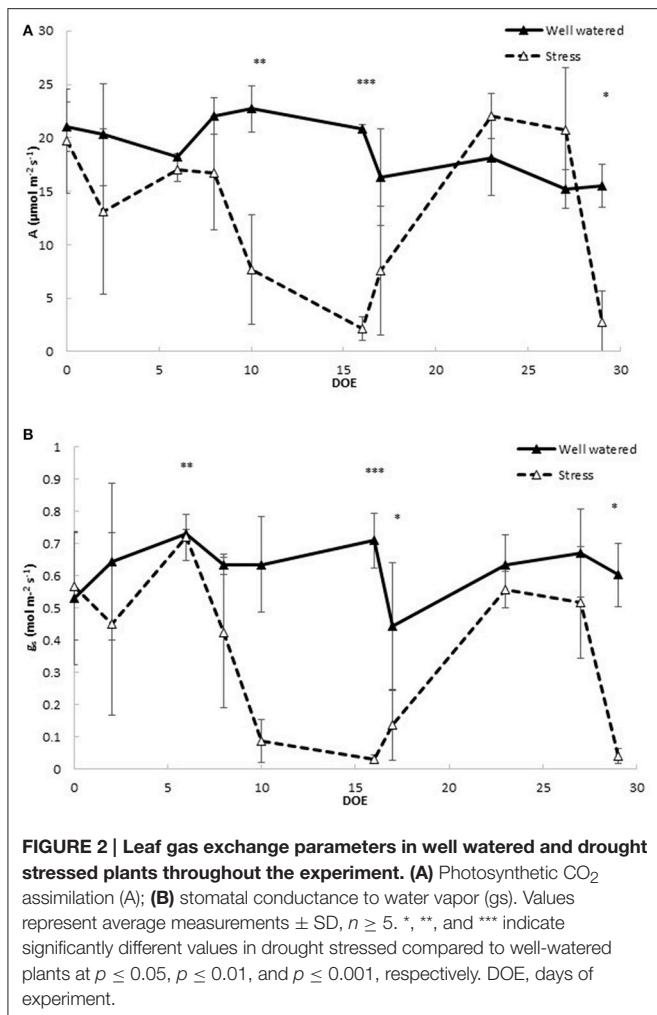 A
30
25
20
15
10
5
0
A (µmol m⁻² s⁻¹)
Well watered
Stress
**
***
*
0 5 10 15 20 25 30
DOE
B
1
0.9
0.8
0.7
0.6
0.5
0.4
0.3
0.2
0.1
0
gs (mol m⁻² s⁻¹)
Well watered
Stress
**
***
*
*
0 5 10 15 20 25 30
DOE
FIGURE 2 | Leaf gas exchange parameters in well watered and drought
stressed plants throughout the experiment. (A) Photosynthetic CO₂
assimilation (A); (B) stomatal conductance to water vapor (gs). Values
represent average measurements ± SD, n ≥ 5. *, **, and *** indicate
significantly different values in drought stressed compared to well-watered
plants at p ≤ 0.05, p ≤ 0.01, and p ≤ 0.001, respectively. DOE, days of
experiment.